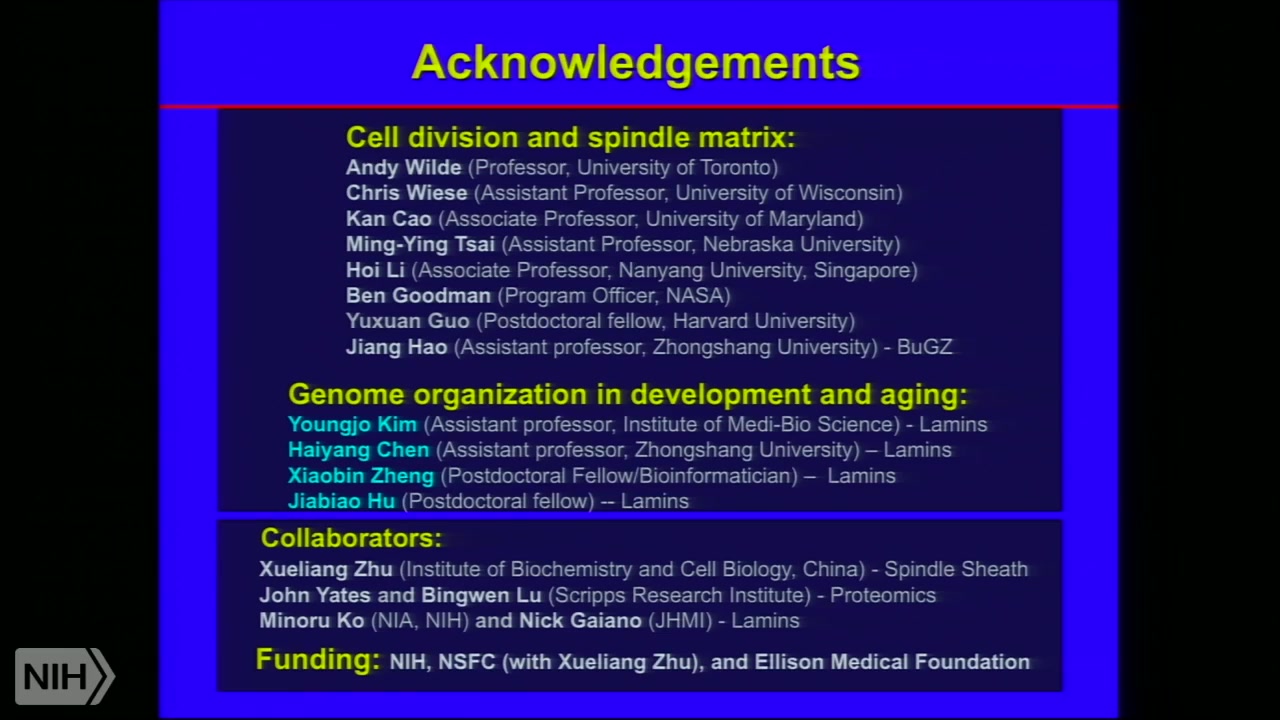 Acknowledgements
Cell division and spindle matrix:
Andy Wilde (Professor, University of Toronto)
Chris Wiese (Assistant Professor, University of Wisconsin)
Kan Cao (Associate Professor, University of Maryland)
Ming-Ying Tsai (Assistant Professor, Nebraska University)
Hoi Li (Associate Professor, Nanyang University, Singapore)
Ben Goodman (Program Officer, NASA)
Yuxuan Guo (Postdoctoral fellow, Harvard University)
Jiang Hao (Assistant professor, Zhongshang University) - BuGZ
Genome organization in development and aging:
Youngjo Kim (Assistant professor, Institute of Medi-Bio Science) - Lamins
Haiyang Chen (Assistant professor, Zhongshang University) – Lamins
Xiaobin Zheng (Postdoctoral Fellow/Bioinformatician) – Lamins
Jiabiao Hu (Postdoctoral fellow) -- Lamins
Collaborators:
Xueliang Zhu (Institute of Biochemistry and Cell Biology, China) - Spindle Sheath
John Yates and Bingwen Lu (Scripps Research Institute) - Proteomics
Minoru Ko (NIA, NIH) and Nick Gaiano (JHMI) - Lamins
Funding: NIH, NSFC (with Xueliang Zhu), and Ellison Medical Foundation
NIH